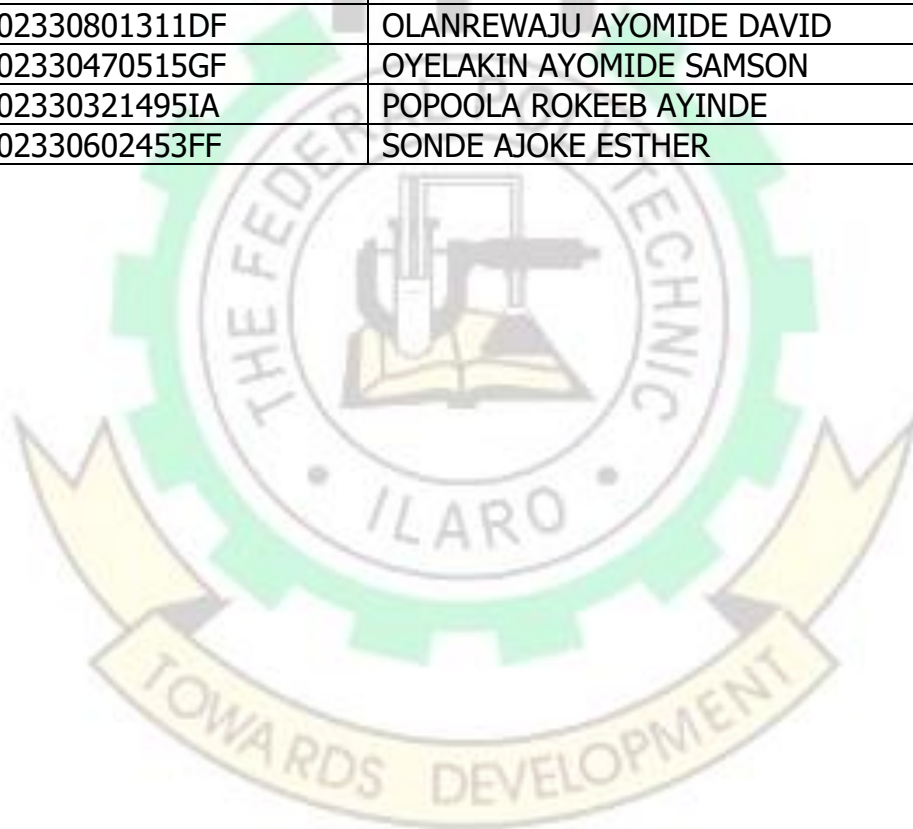 02330801311DF OLANREWAJU AYOMIDE DAVID
02330470515GF OYELAKIN AYOMIDE SAMSON
02330321495IA POPOOLA ROKEEB AYINDE
02330602453FF SONDE AJOKE ESTHER
THE FEDERAL POLYTECHNIC
ILARO
TOWARDS DEVELOPMENT